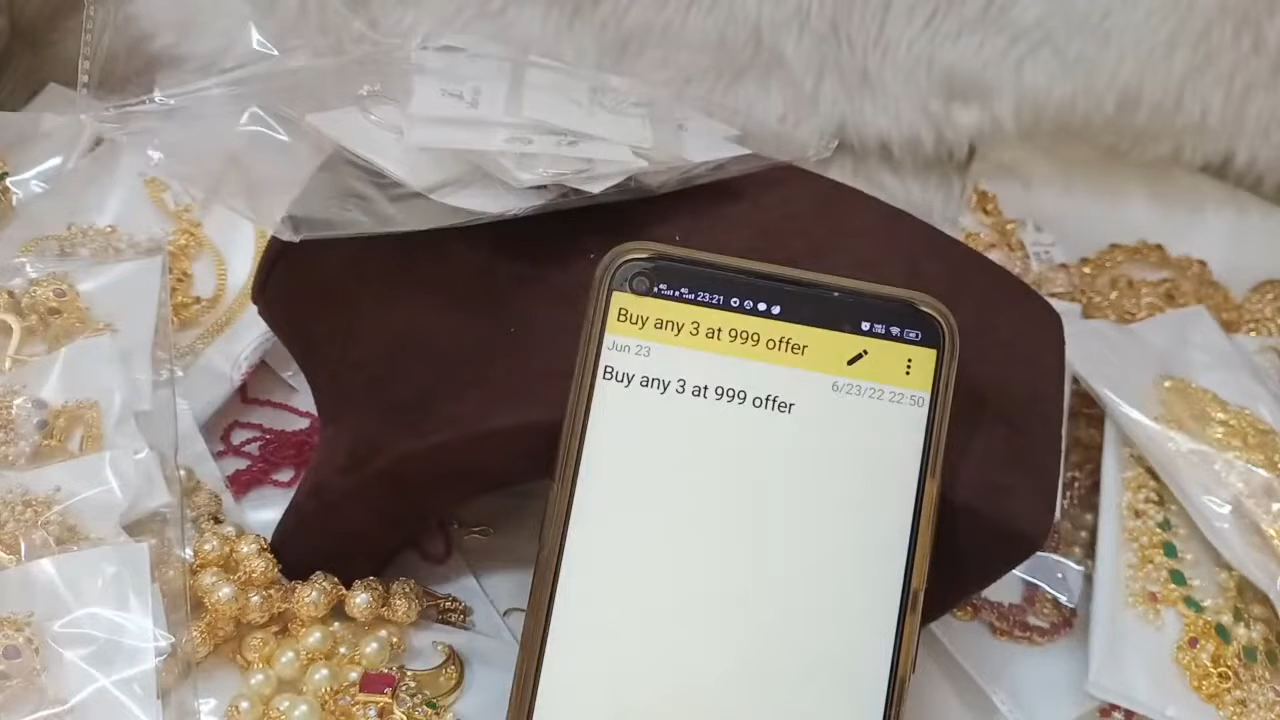 23:21
Buy any 3 at 999 offer
Jun 23
6/23/22 22:50
Buy any 3 at 999 offer